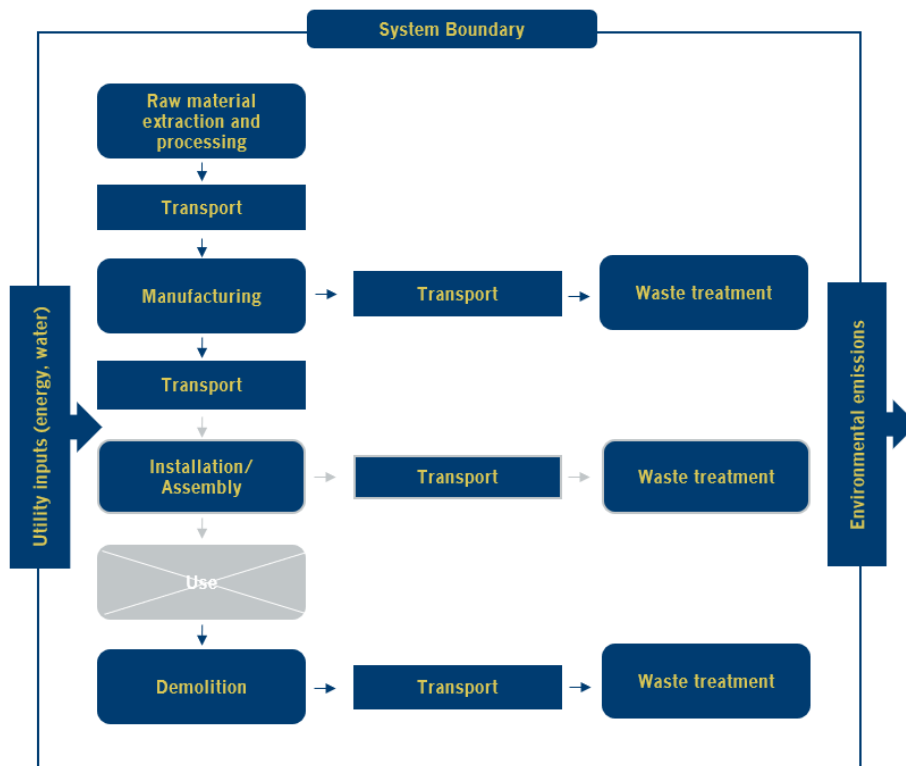 System Boundary
Raw material
extraction and
processing
Transport
Manufacturing
Transport
Waste treatment
Transport
Installation/
Assembly
Transport
Waste treatment
Use
Demolition
Transport
Waste treatment
Utility inputs (energy, water)
Environmental emissions